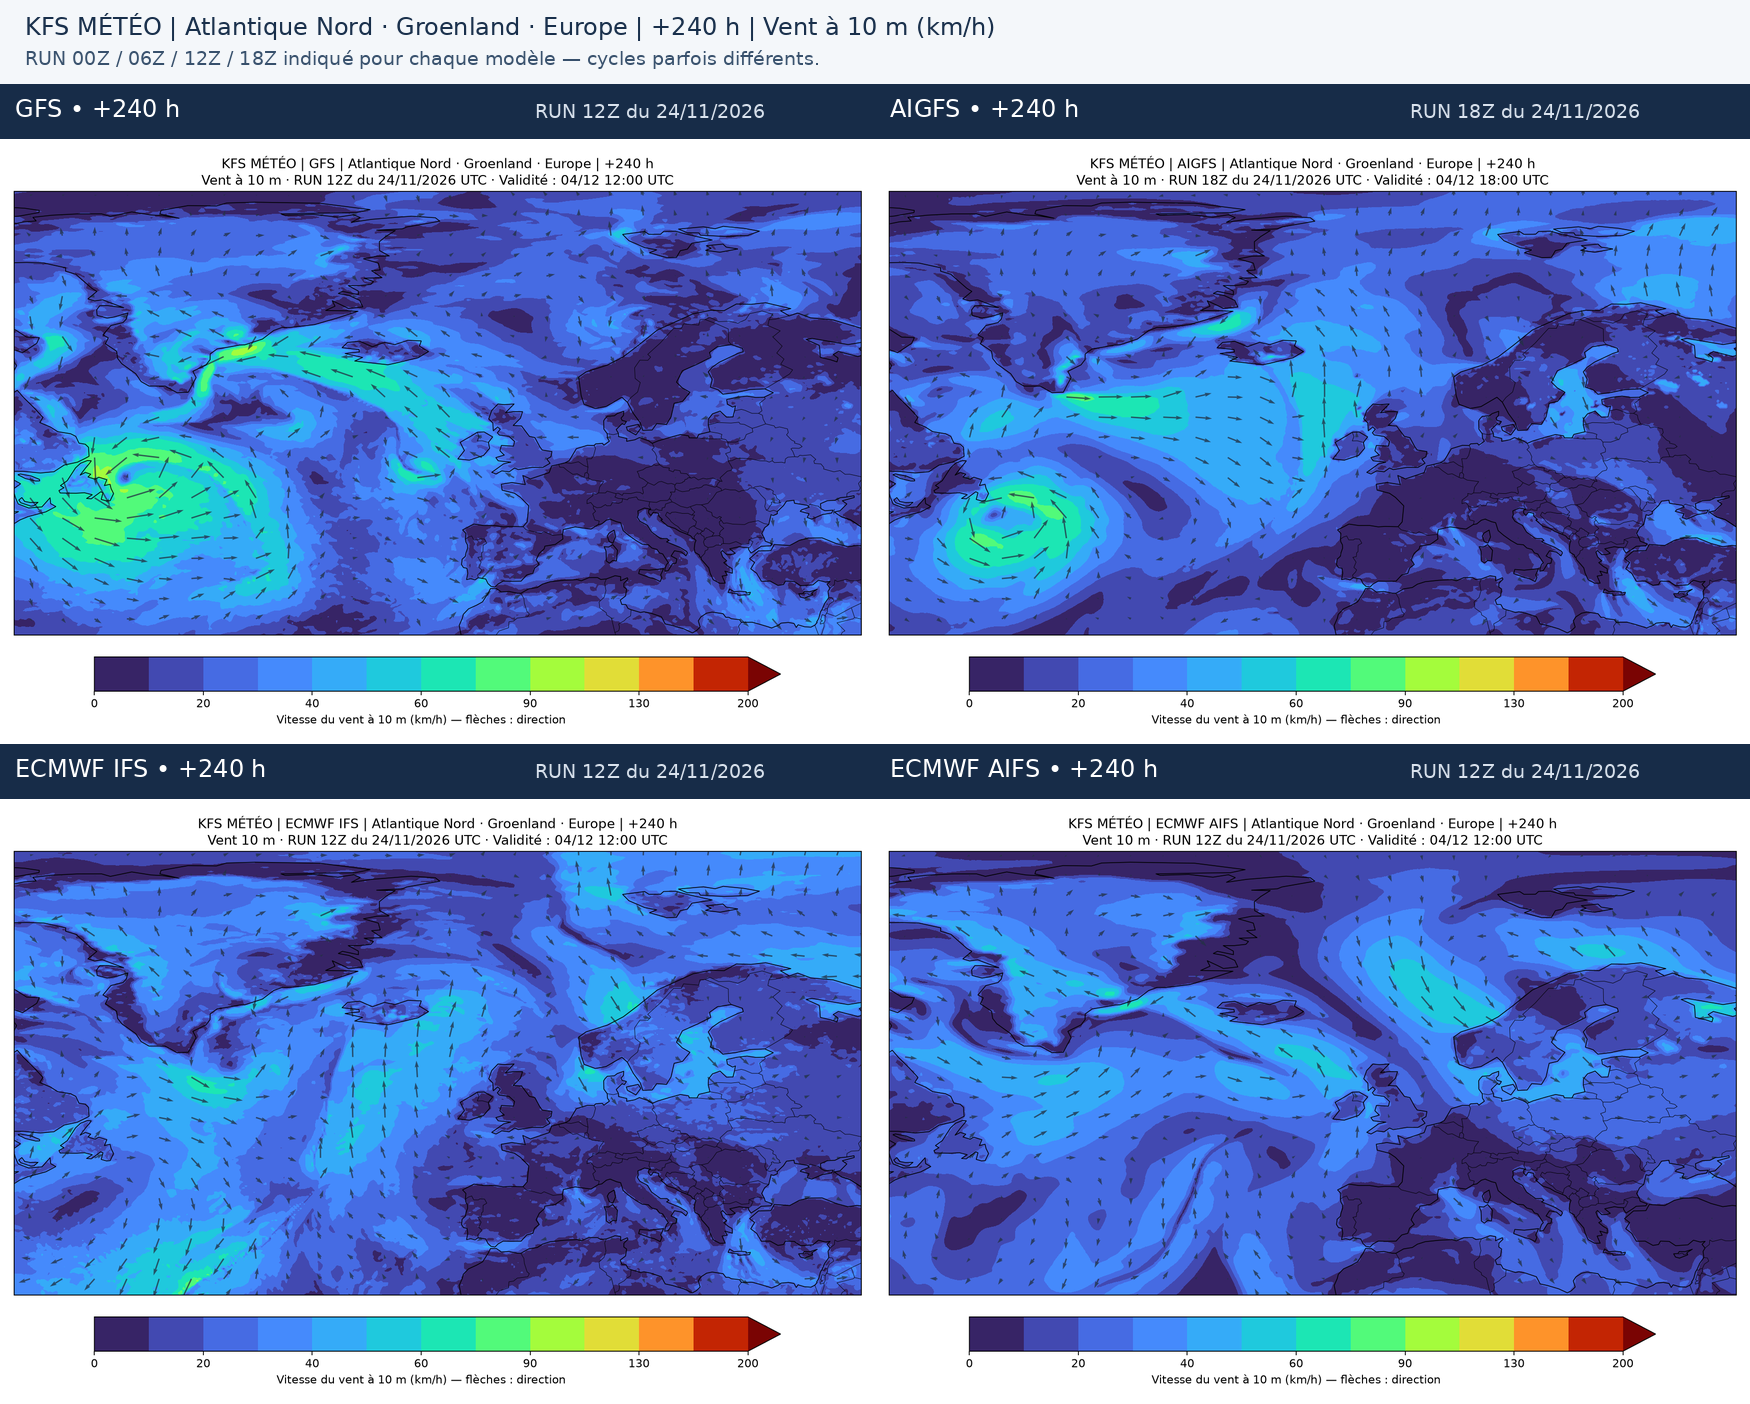 KFS MÉTÉO | Atlantique Nord · Groenland · Europe | +240 h | Vent à 10 m (km/h)
RUN 00Z / 06Z / 12Z / 18Z indiqué pour chaque modèle — cycles parfois différents.
GFS • +240 h
RUN 12Z du 24/11/2026
KFS MÉTÉO | GFS | Atlantique Nord · Groenland · Europe | +240 h
Vent à 10 m · RUN 12Z du 24/11/2026 UTC · Validité : 04/12 12:00 UTC
0 20 40 60 90 130 200
Vitesse du vent à 10 m (km/h) — flèches : direction
AIGFS • +240 h
RUN 18Z du 24/11/2026
KFS MÉTÉO | AIGFS | Atlantique Nord · Groenland · Europe | +240 h
Vent à 10 m · RUN 18Z du 24/11/2026 UTC · Validité : 04/12 18:00 UTC
0 20 40 60 90 130 200
Vitesse du vent à 10 m (km/h) — flèches : direction
ECMWF IFS • +240 h
RUN 12Z du 24/11/2026
KFS MÉTÉO | ECMWF IFS | Atlantique Nord · Groenland · Europe | +240 h
Vent 10 m · RUN 12Z du 24/11/2026 UTC · Validité : 04/12 12:00 UTC
0 20 40 60 90 130 200
Vitesse du vent à 10 m (km/h) — flèches : direction
ECMWF AIFS • +240 h
RUN 12Z du 24/11/2026
KFS MÉTÉO | ECMWF AIFS | Atlantique Nord · Groenland · Europe | +240 h
Vent 10 m · RUN 12Z du 24/11/2026 UTC · Validité : 04/12 12:00 UTC
0 20 40 60 90 130 200
Vitesse du vent à 10 m (km/h) — flèches : direction